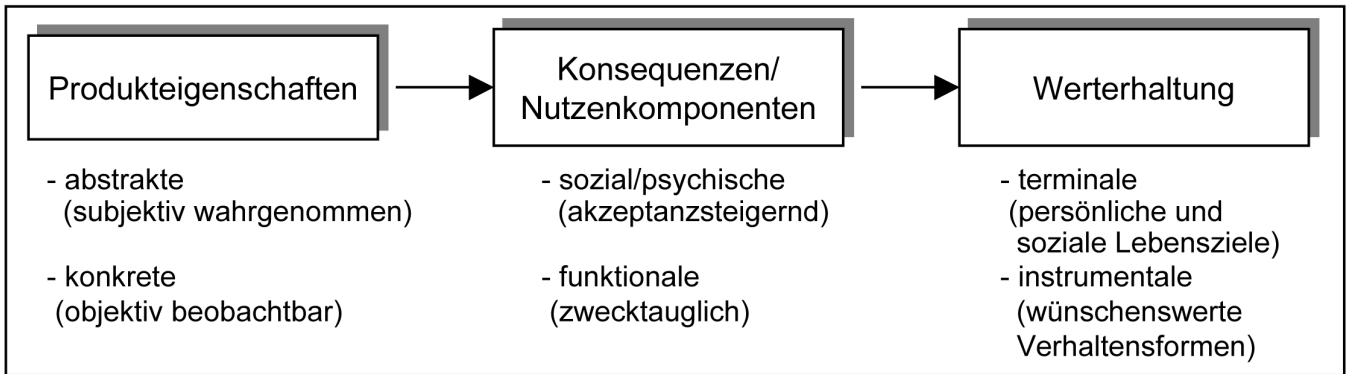 Produkteigenschaften
- abstrakte
(subjektiv wahrgenommen)
- konkrete
(objektiv beobachtbar)
Konsequenzen/
Nutzenkomponenten
- sozial/psychische
(akzeptanzsteigernd)
- funktionale
(zwecktauglich)
Werterhaltung
- terminale
(persönliche und
soziale Lebensziele)
- instrumentale
(wünschenswerte
Verhaltensformen)